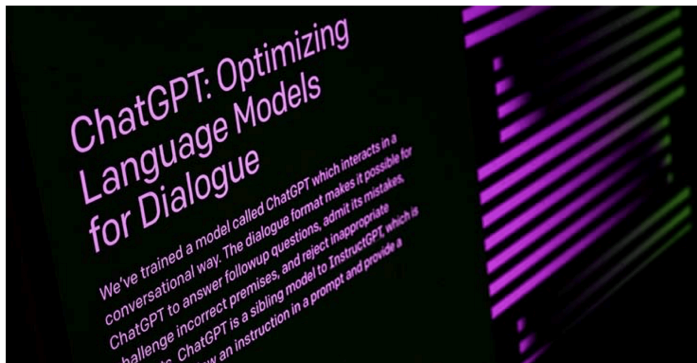 ChatGPT: Optimizing
Language Models
for Dialogue
We've trained a model called ChatGPT which interacts in a
conversational way. The dialogue format makes it possible for
ChatGPT to answer followup questions, admit its mistakes,
challenge incorrect premises, and reject inappropriate
ChatGPT is a sibling model to InstructGPT, which is
an instruction in a prompt and provide a